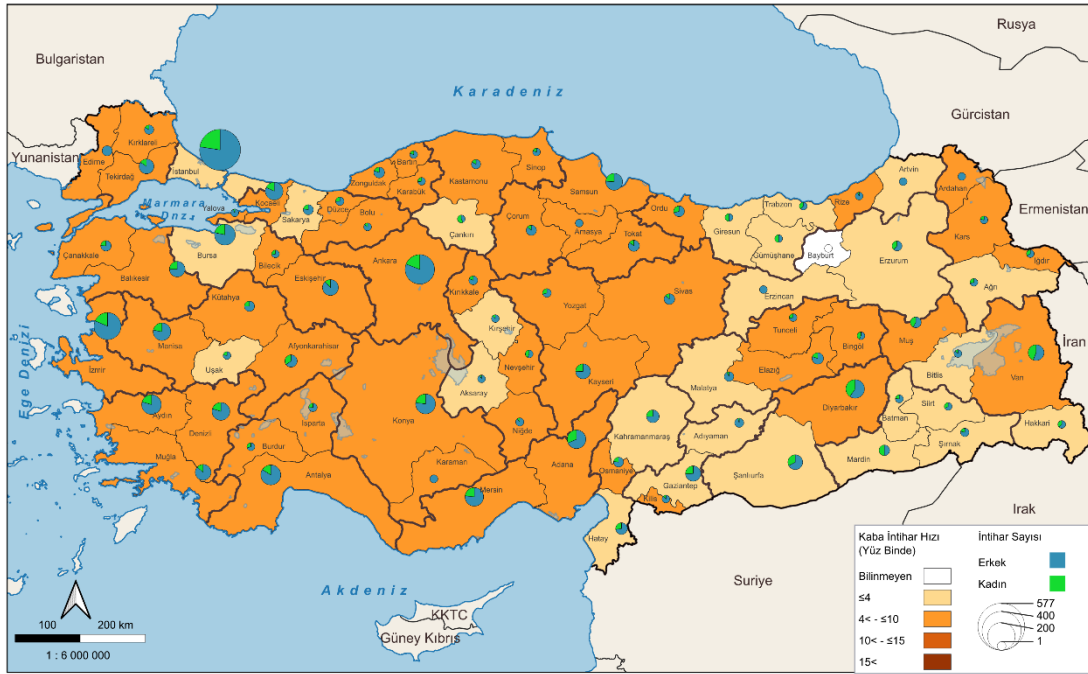 Rusya
Bulgaristan
Karadeniz
Gürcistan
Kırklareli
Yunanistan
Edirne
Tekirdağ
İstanbul
Bartın
Zonguldak
Karabük
Kastamonu
Sinop
Samsun
Artvin
Ardahan
Ermenistan
Marmara
Dnz.
Yalova
Kocaeli
Sakarya
Düzce
Bolu
Çankırı
Çorum
Amasya
Tokat
Ordu
Giresun
Trabzon
Rize
Gümüşhane
Bayburt
Erzurum
Kars
Iğdır
Çanakkale
Balıkesir
Bursa
Bilecik
Eskişehir
Ankara
Kırıkkale
Yozgat
Sivas
Erzincan
Ağrı
Kütahya
Tunceli
Bingöl
Muş
İran
Ege Denizi
İzmir
Manisa
Uşak
Afyonkarahisar
Kırşehir
Nevşehir
Aksaray
Kayseri
Malatya
Elazığ
Bitlis
Van
Aydın
Denizli
Isparta
Konya
Niğde
Kahramanmaraş
Adıyaman
Diyarbakır
Batman
Siirt
Hakkari
Muğla
Burdur
Antalya
Karaman
Mersin
Adana
Osmaniye
Gaziantep
Kilis
Şanlıurfa
Mardin
Şırnak
Hatay
Irak
Suriye
Akdeniz
KKTC
Güney Kıbrıs
100 200 km
1 : 6 000 000
Kaba İntihar Hızı
(Yüz Binde)
Bilinmeyen
≤4
4< - ≤10
10< - ≤15
15<
İntihar Sayısı
Erkek
Kadın
577
400
200
1